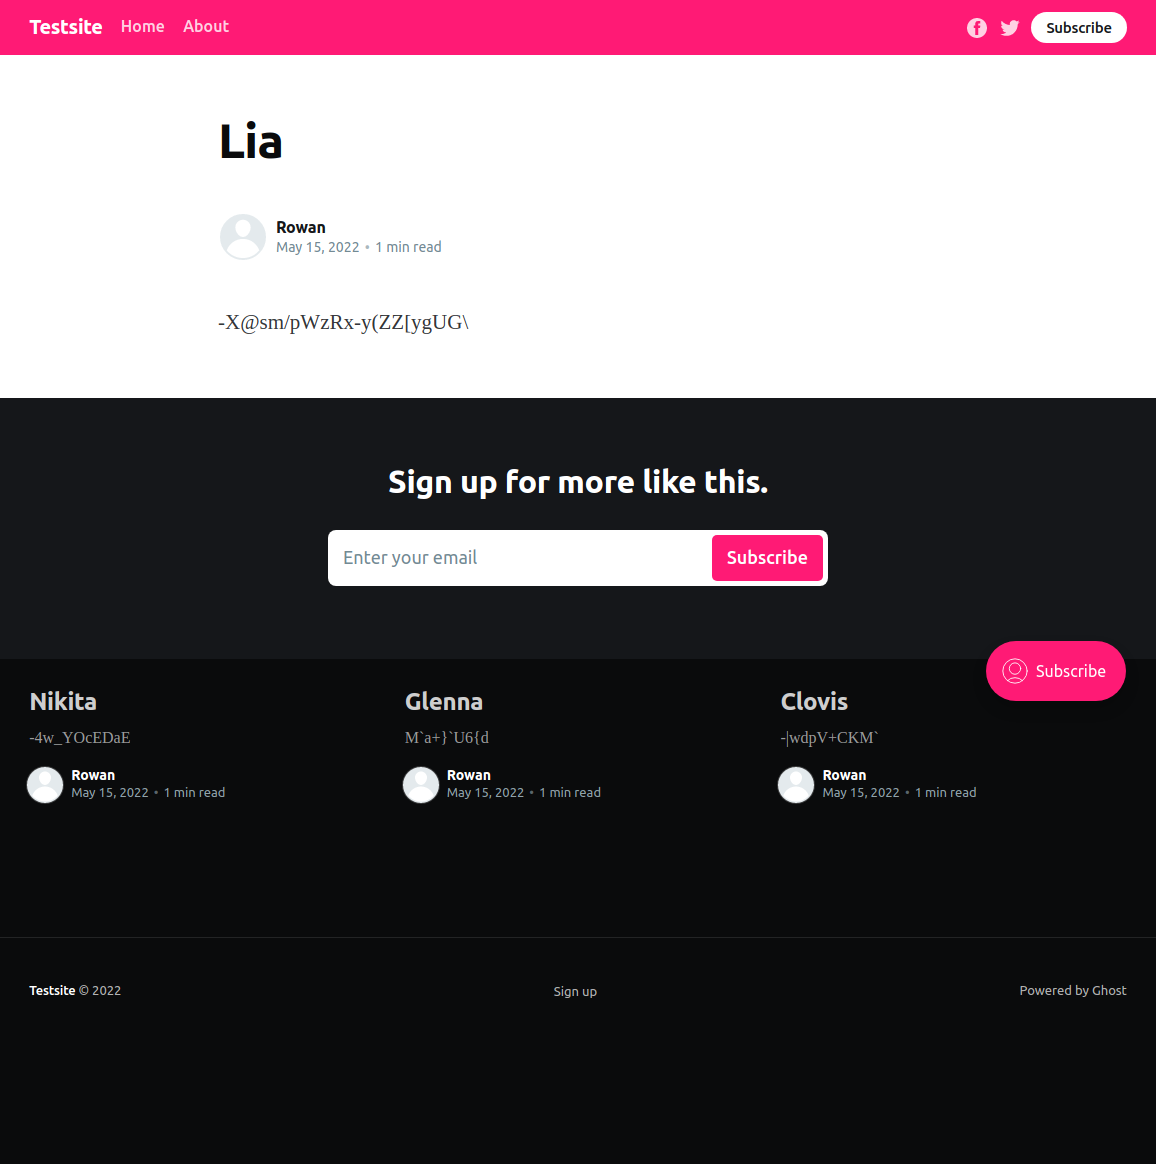 Testsite Home About Subscribe
Lia
Rowan
May 15, 2022 • 1 min read
-X@sm/pWzRx-y(ZZ[ygUG\
Sign up for more like this.
Enter your email Subscribe
Subscribe
Nikita
-4w_YOcEDaE
Rowan
May 15, 2022 • 1 min read
Glenna
M`a+}`U6{d
Rowan
May 15, 2022 • 1 min read
Clovis
-|wdpV+CKM`
Rowan
May 15, 2022 • 1 min read
Testsite © 2022 Sign up Powered by Ghost